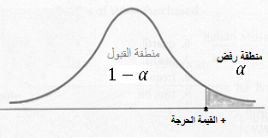 منطقة القبول
1 − α
منطقة رفض
α
+ القيمة الحرجة